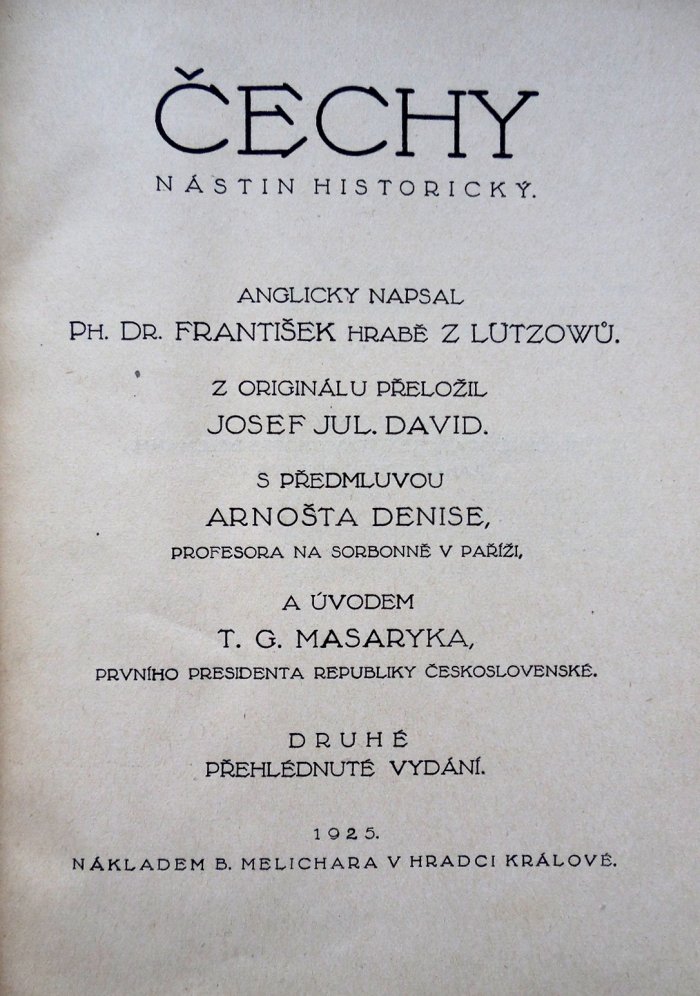 ČECHY
NÁSTIN HISTORICKÝ.
ANGLICKY NAPSAL
PH. DR. FRANTIŠEK HRABĚ Z LUTZOWŮ.
Z ORIGINÁLU PŘELOŽIL
JOSEF JUL. DAVID.
S PŘEDMLUVOU
ARNOŠTA DENISE,
PROFESORA NA SORBONNĚ V PAŘÍŽI,
A ÚVODEM
T. G. MASARYKA,
PRVNÍHO PRESIDENTA REPUBLIKY ČESKOSLOVENSKÉ.
DRUHÉ
PŘEHLÉDNUTÉ VYDÁNÍ.
1925.
NÁKLADEM B. MELICHARA V HRADCI KRÁLOVÉ.